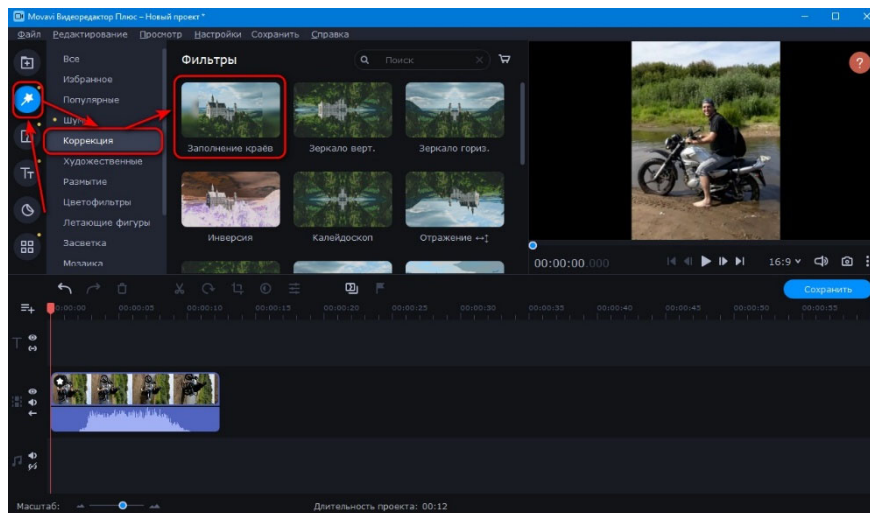 Movavi Видеоредактор Плюс – Новый проект *
Файл Редактирование Просмотр Настройки Сохранить Справка
Все
Избранное
Популярные
Шум
Коррекция
Художественные
Размытие
Цветофильтры
Летающие фигуры
Засветка
Мозаика
Фильтры
Поиск
Заполнение краёв
Зеркало верт.
Зеркало гориз.
Инверсия
Калейдоскоп
Отражение
?
00:00:00.000
16:9
Сохранить
0:00:00 00:00:05 00:00:10 00:00:15 00:00:20 00:00:25 00:00:30 00:00:35 00:00:40 00:00:45 00:00:50 00:00:55
Масштаб:
Длительность проекта: 00:12